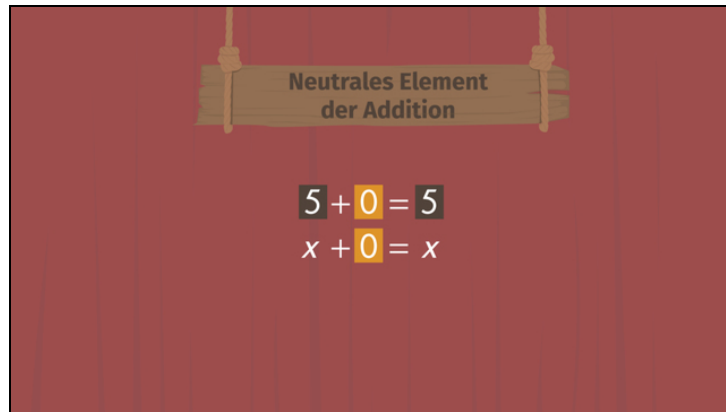 Neutrales Element
der Addition
5 + 0 = 5
x + 0 = x